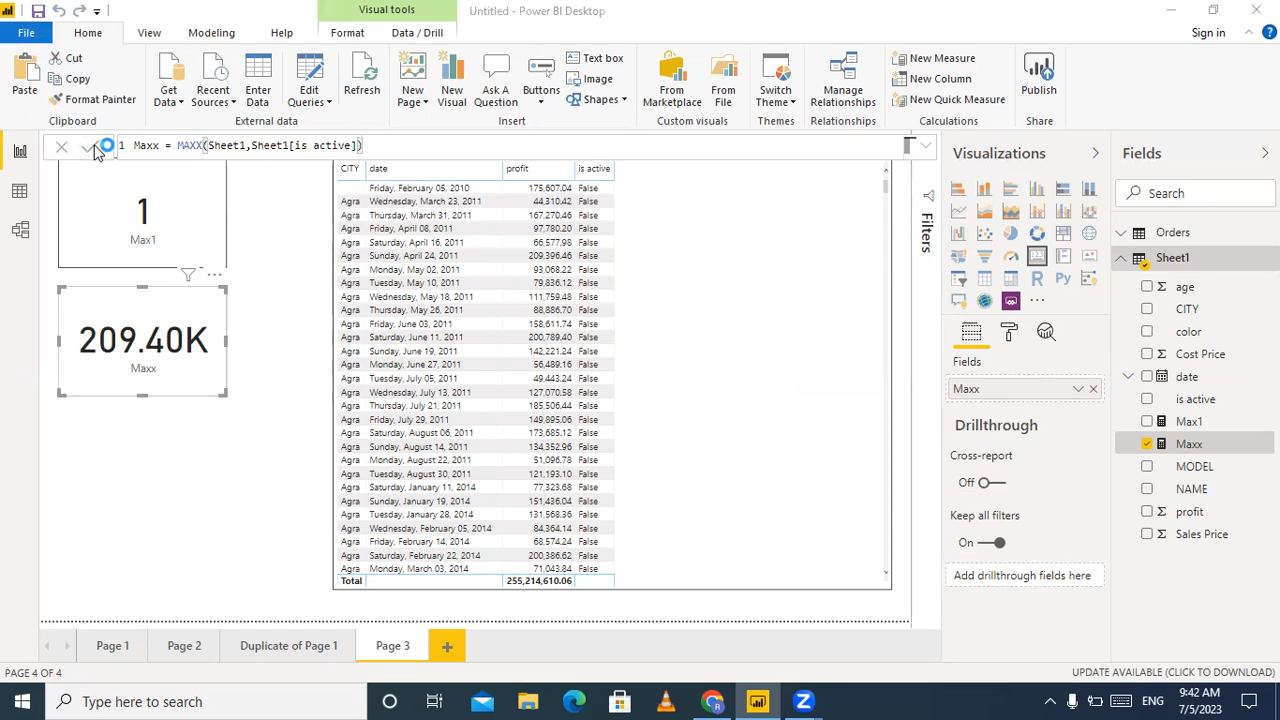 Visual tools
Untitled - Power BI Desktop
File
Home
View
Modeling
Help
Format
Data / Drill
Sign in
Paste
Cut
Copy
Format Painter
Get Data
Recent Sources
Enter Data
Edit Queries
Refresh
New Page
New Visual
Ask A Question
Buttons
Text box
Image
Shapes
From Marketplace
From File
Switch Theme
Manage Relationships
New Measure
New Column
New Quick Measure
Publish
Clipboard
External data
Insert
Custom visuals
Themes
Relationships
Calculations
Share
1 Maxx = MAXX(Sheet1,Sheet1[is active])
1
Max1
209.40K
Maxx
CITY date profit is active
Friday, February 05, 2010 175,607.04 False
Agra Wednesday, March 23, 2011 44,310.42 False
Agra Thursday, March 31, 2011 167,270.46 False
Agra Friday, April 08, 2011 97,780.20 False
Agra Saturday, April 16, 2011 66,577.98 False
Agra Sunday, April 24, 2011 209,396.46 False
Agra Monday, May 02, 2011 93,068.22 False
Agra Tuesday, May 10, 2011 79,836.12 False
Agra Wednesday, May 18, 2011 111,759.48 False
Agra Thursday, May 26, 2011 88,886.70 False
Agra Friday, June 03, 2011 158,611.74 False
Agra Saturday, June 11, 2011 200,789.40 False
Agra Sunday, June 19, 2011 142,221.24 False
Agra Monday, June 27, 2011 56,489.16 False
Agra Tuesday, July 05, 2011 49,443.24 False
Agra Wednesday, July 13, 2011 127,070.58 False
Agra Thursday, July 21, 2011 185,506.44 False
Agra Friday, July 29, 2011 149,895.06 False
Agra Saturday, August 06, 2011 173,685.12 False
Agra Sunday, August 14, 2011 134,352.96 False
Agra Monday, August 22, 2011 51,096.78 False
Agra Tuesday, August 30, 2011 121,193.10 False
Agra Saturday, January 11, 2014 77,323.68 False
Agra Sunday, January 19, 2014 151,436.04 False
Agra Tuesday, January 28, 2014 131,568.36 False
Agra Wednesday, February 05, 2014 84,364.14 False
Agra Friday, February 14, 2014 68,574.24 False
Agra Saturday, February 22, 2014 200,386.62 False
Agra Monday, March 03, 2014 71,043.84 False
Total 255,214,610.06
Filters
Visualizations
R
Py
Fields
Maxx
Drillthrough
Cross-report
Off
Keep all filters
On
Add drillthrough fields here
Fields
Search
Orders
Sheet1
age
CITY
color
Cost Price
date
is active
Max1
Maxx
MODEL
NAME
profit
Sales Price
Page 1
Page 2
Duplicate of Page 1
Page 3
PAGE 4 OF 4
UPDATE AVAILABLE (CLICK TO DOWNLOAD)
Type here to search
ENG
9:42 AM
7/5/2023